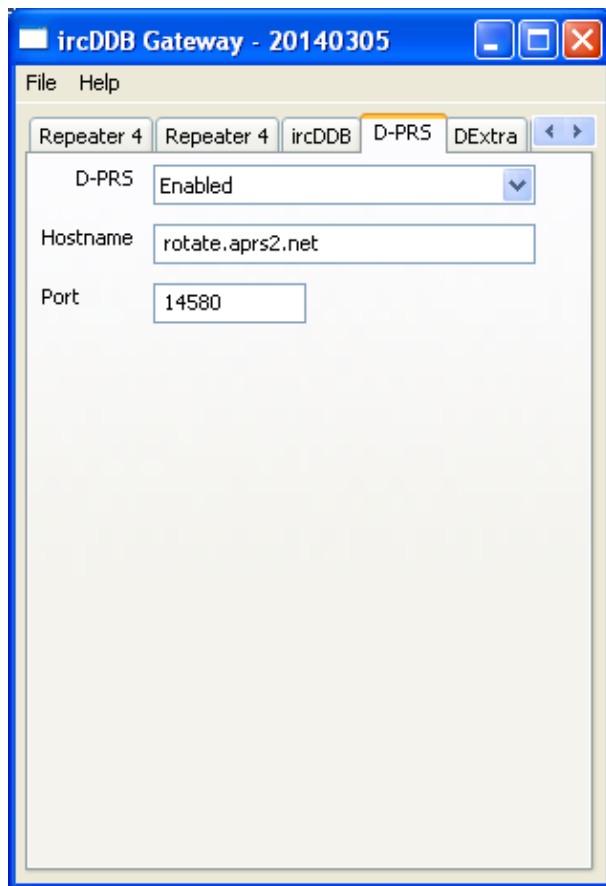 ircDDB Gateway - 20140305
File Help
Repeater 4 Repeater 4 ircDDB D-PRS DExtra
D-PRS Enabled
Hostname rotate.aprs2.net
Port 14580